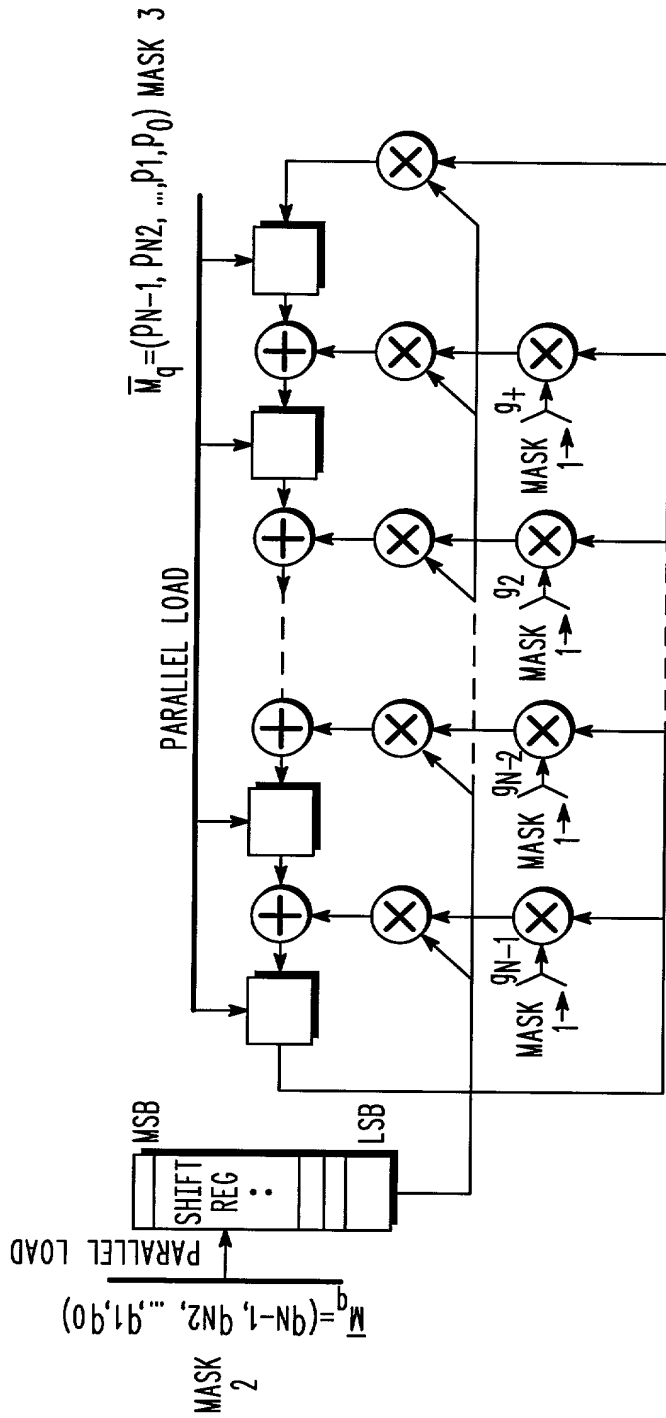 M̅q=(PN-1, PN2, ...,P1,P0) MASK 3
PARALLEL LOAD
MSB
SHIFT
REG
:
LSB
PARALLEL LOAD
M̅q=(qN-1, qN2, ... q1,q0)
MASK
2
gN-1
MASK
1
gN-2
MASK
1
g2
MASK
1
g+
MASK
1